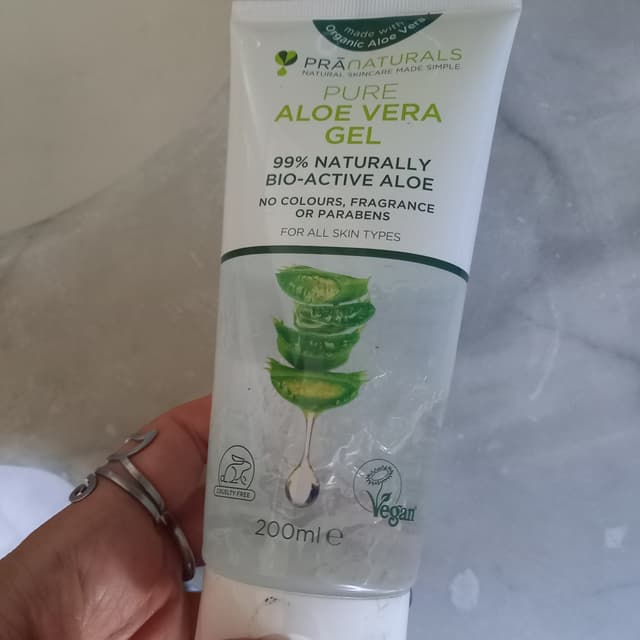 made with
Organic Aloe Vera
PRĀNATURALS
NATURAL SKINCARE MADE SIMPLE
PURE
ALOE VERA
GEL
99% NATURALLY
BIO-ACTIVE ALOE
NO COLOURS, FRAGRANCE
OR PARABENS
FOR ALL SKIN TYPES
CRUELTY FREE
Vegan
200ml e